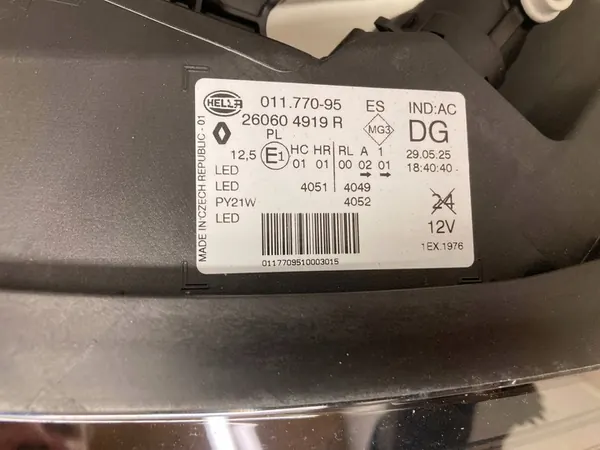 HELLA 011.770-95 ES IND:AC
26060 4919 R MG3 DG
PL
12,5 E1 HC HR RL A 1 29.05.25
01 01 00 02 01 18:40:40-
LED
LED 4051 4049
PY21W 4052 24
LED 12V
1EX.1976
0117709510003015
MADE IN CZECH REPUBLIC - 01